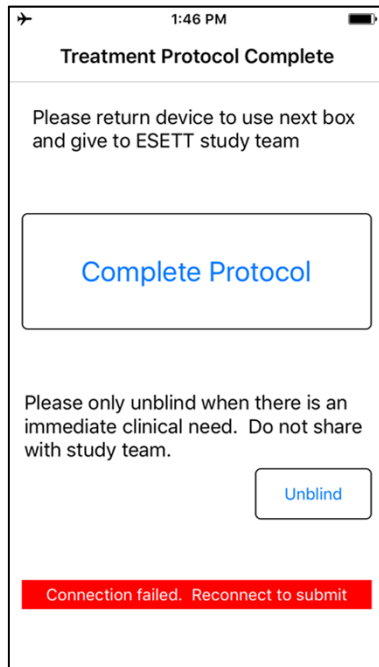 1:46 PM
Treatment Protocol Complete
Please return device to use next box
and give to ESETT study team
Complete Protocol
Please only unblind when there is an
immediate clinical need.  Do not share
with study team.
Unblind
Connection failed.  Reconnect to submit